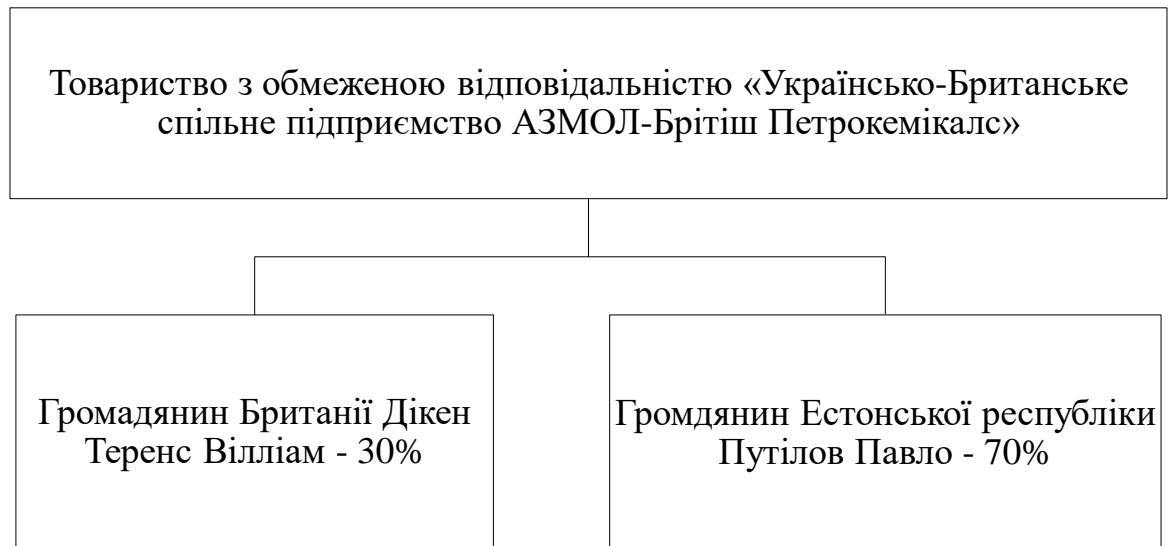 Товариство з обмеженою відповідальністю «Українсько-Британське
спільне підприємство АЗМОЛ-Брітіш Петрокемікалс»
Громадянин Британії Дікен
Теренс Вілліам - 30%
Громдянин Естонської республіки
Путілов Павло - 70%